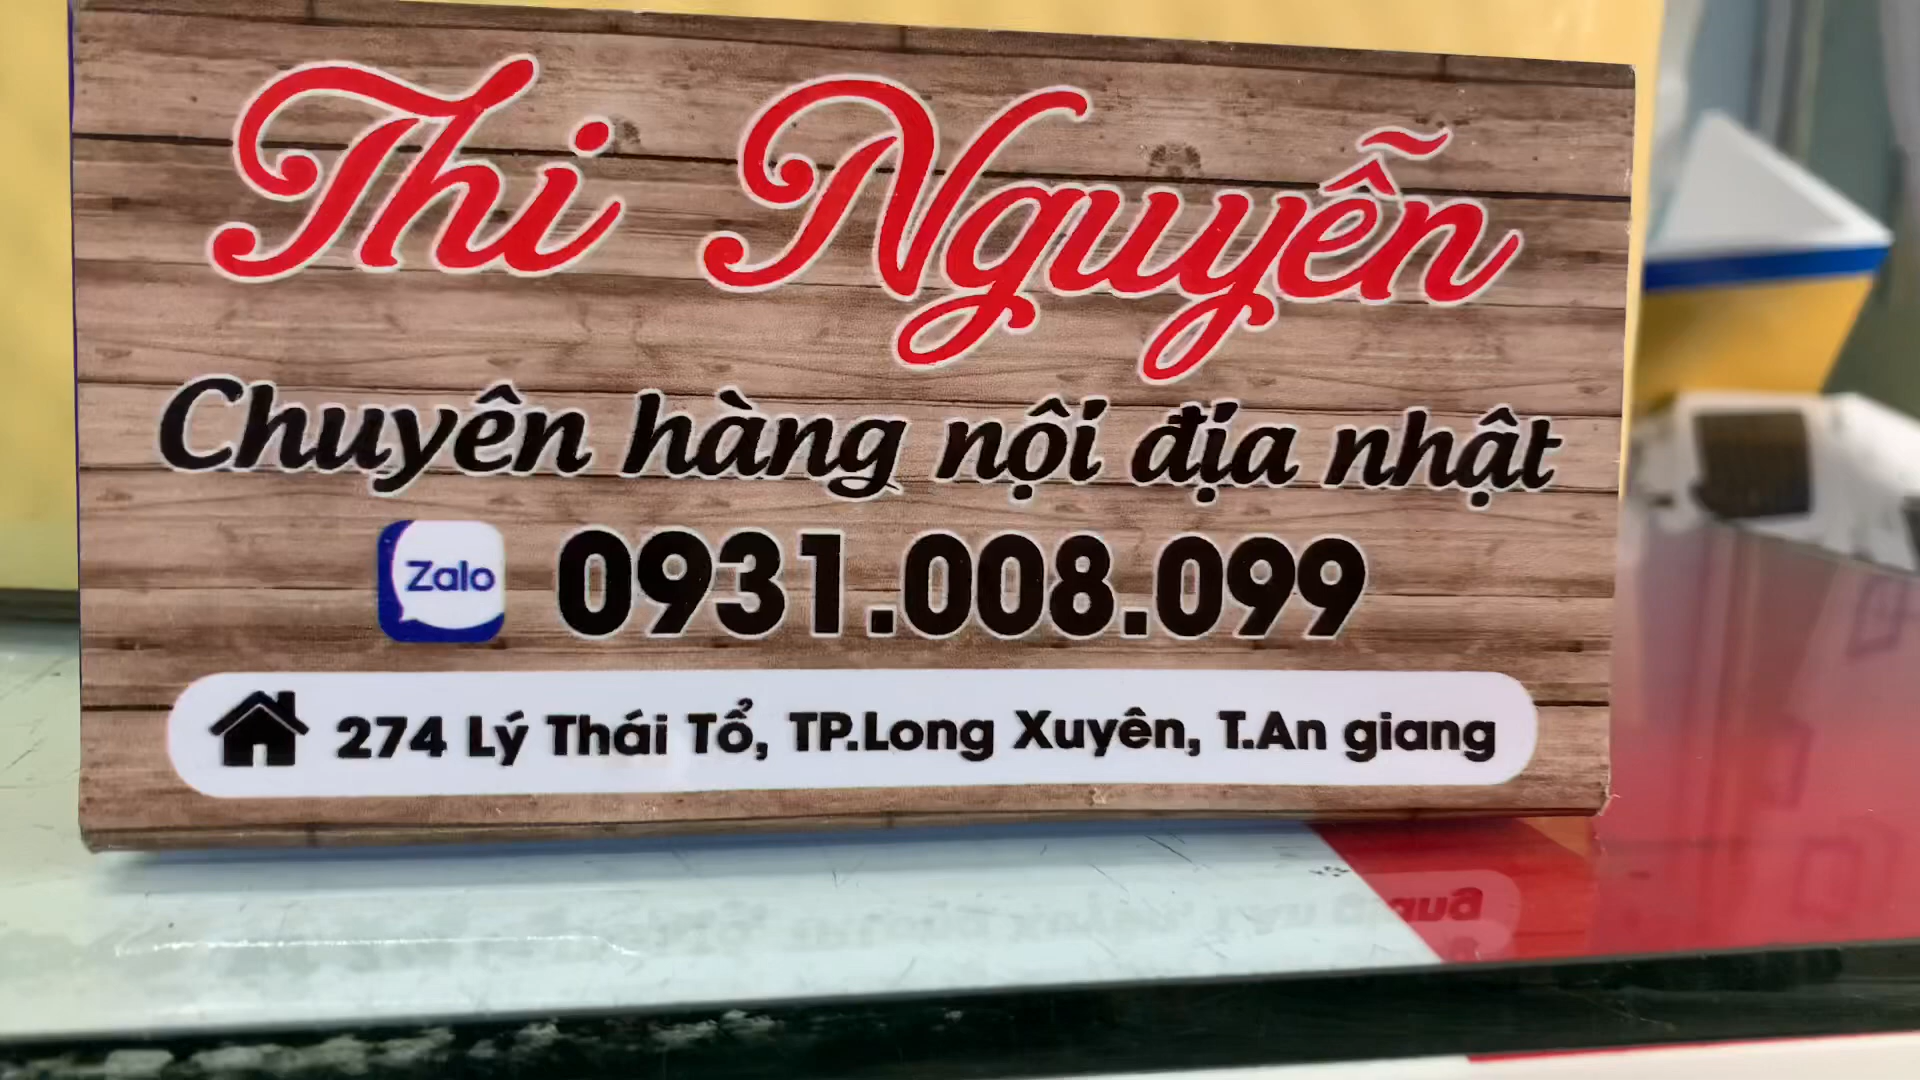 Thi Nguyễn
Chuyên hàng nội địa nhật
Zalo 0931.008.099
274 Lý Thái Tổ, TP.Long Xuyên, T.An giang